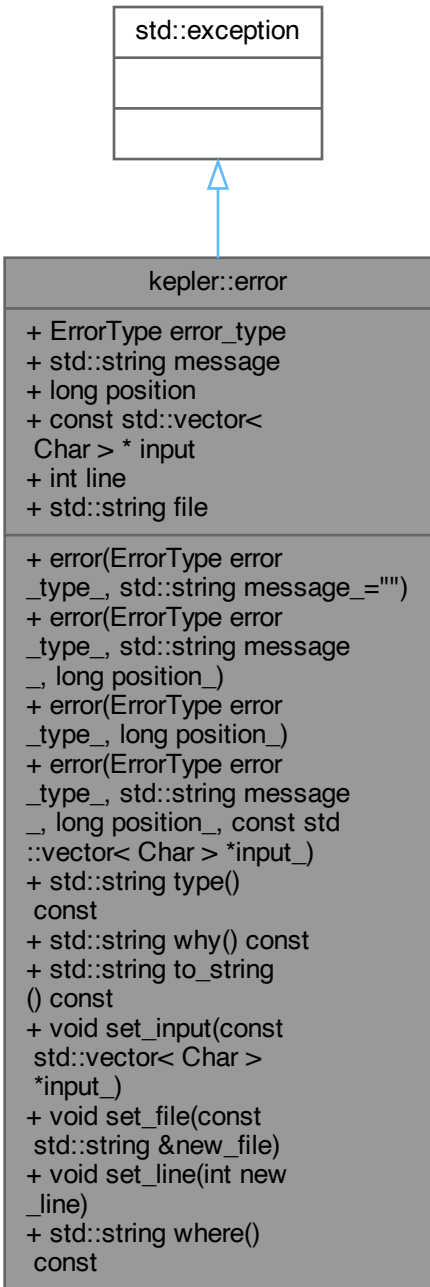 std::exception
kepler::error
+ ErrorType error_type
+ std::string message
+ long position
+ const std::vector<
Char > * input
+ int line
+ std::string file
+ error(ErrorType error
_type_, std::string message_="")
+ error(ErrorType error
_type_, std::string message
_, long position_)
+ error(ErrorType error
_type_, long position_)
+ error(ErrorType error
_type_, std::string message
_, long position_, const std
::vector< Char > *input_)
+ std::string type()
const
+ std::string why() const
+ std::string to_string
() const
+ void set_input(const
std::vector< Char >
*input_)
+ void set_file(const
std::string &new_file)
+ void set_line(int new
_line)
+ std::string where()
const